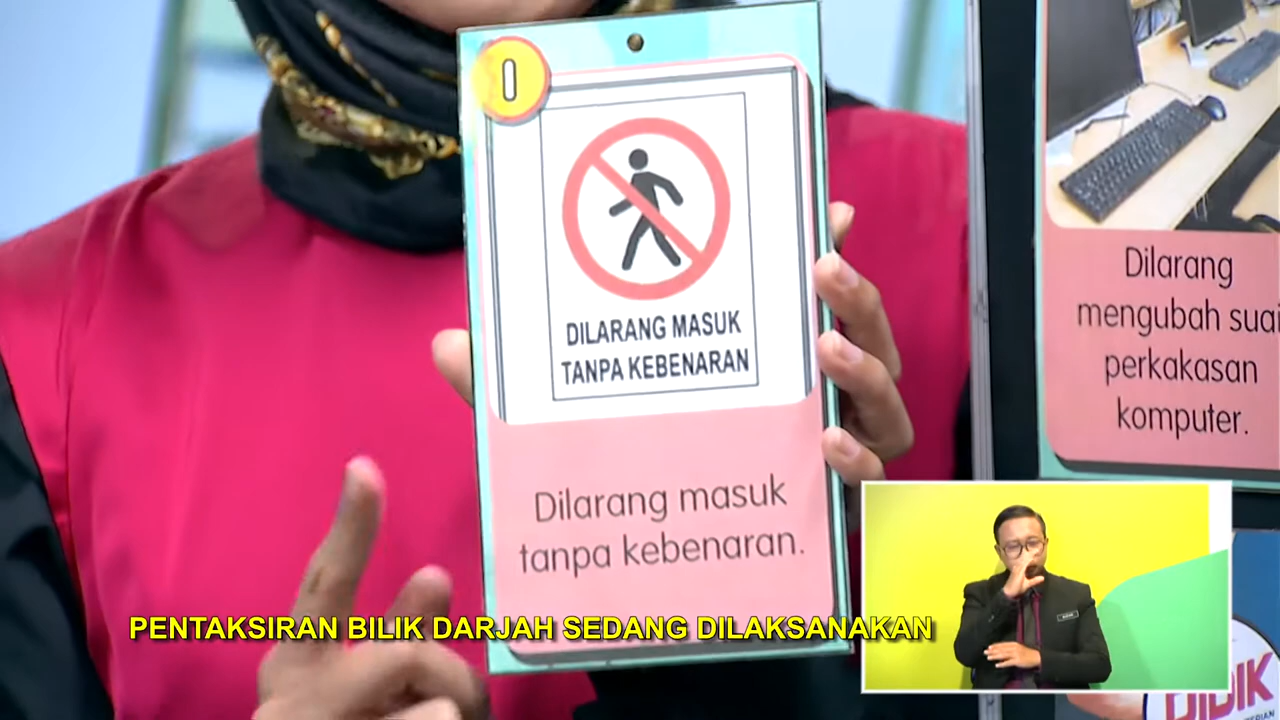 1
DILARANG MASUK
TANPA KEBENARAN
Dilarang masuk
tanpa kebenaran.
Dilarang
mengubah suai
perkakasan
komputer.
PENTAKSIRAN BILIK DARJAH SEDANG DILAKSANAKAN
DIDIK